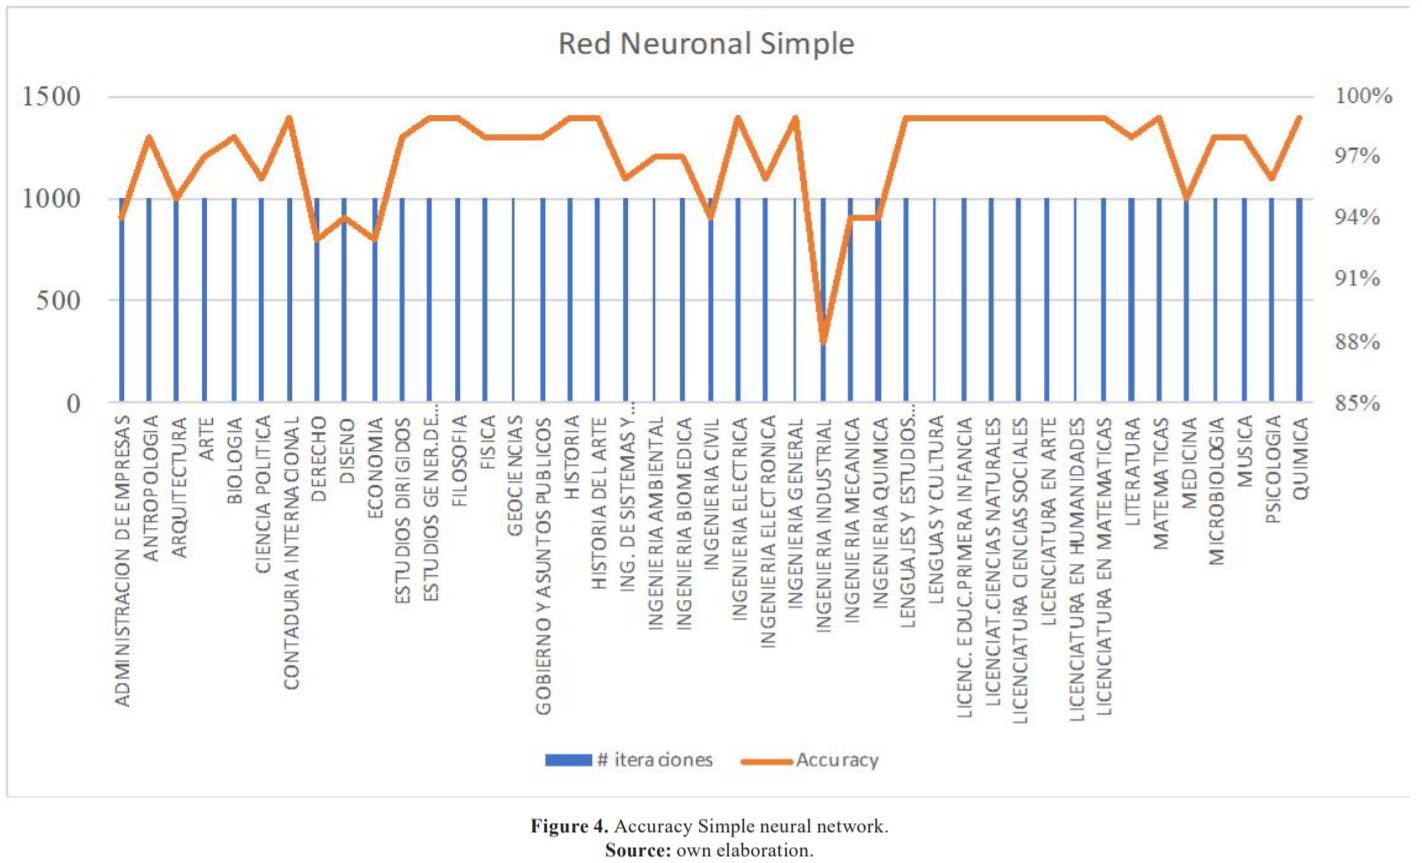 Red Neuronal Simple
1500
1000
500
0
100%
97%
94%
91%
88%
85%
ADMINISTRACION DE EMPRESAS
ANTROPOLOGIA
ARQUITECTURA
ARTE
BIOLOGIA
CIENCIA POLITICA
CONTADURIA INTERNACIONAL
DERECHO
DISENO
ECONOMIA
ESTUDIOS DIRIGIDOS
ESTUDIOS GENER.DE...
FILOSOFIA
FISICA
GEOCIENCIAS
GOBIERNO Y ASUNTOS PUBLICOS
HISTORIA
HISTORIA DEL ARTE
ING. DE SISTEMAS Y...
INGENIERIA AMBIENTAL
INGENIERIA BIOMEDICA
INGENIERIA CIVIL
INGENIERIA ELECTRICA
INGENIERIA ELECTRONICA
INGENIERIA GENERAL
INGENIERIA INDUSTRIAL
INGENIERIA MECANICA
INGENIERIA QUIMICA
LENGUAJES Y ESTUDIOS...
LENGUAS Y CULTURA
LICENC. EDUC.PRIMERA INFANCIA
LICENCIAT.CIENCIAS NATURALES
LICENCIATURA CIENCIAS SOCIALES
LICENCIATURA EN ARTE
LICENCIATURA EN HUMANIDADES
LICENCIATURA EN MATEMATICAS
LITERATURA
MATEMATICAS
MEDICINA
MICROBIOLOGIA
MUSICA
PSICOLOGIA
QUIMICA
# iteraciones
Accuracy
Figure 4. Accuracy Simple neural network.
Source: own elaboration.